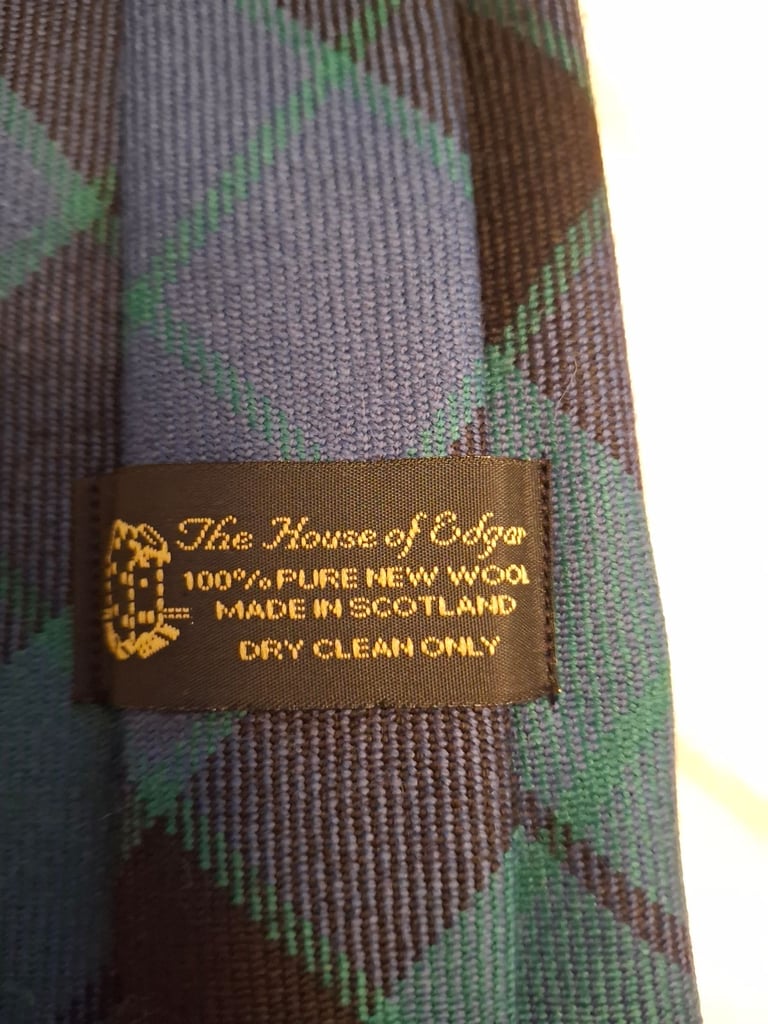 The House of Edgar
100% PURE NEW WOOL
MADE IN SCOTLAND
DRY CLEAN ONLY